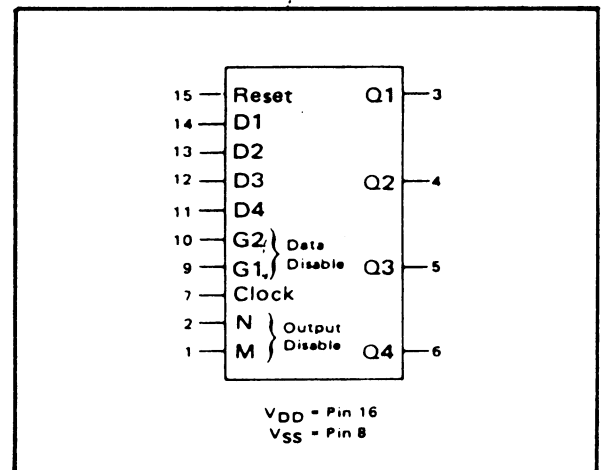 15 Reset Q1 3
14 D1
13 D2
12 D3 Q2 4
11 D4
10 G2 Data
9 G1 Disable Q3 5
7 Clock
2 N Output
1 M Disable Q4 6
VDD = Pin 16
VSS = Pin 8